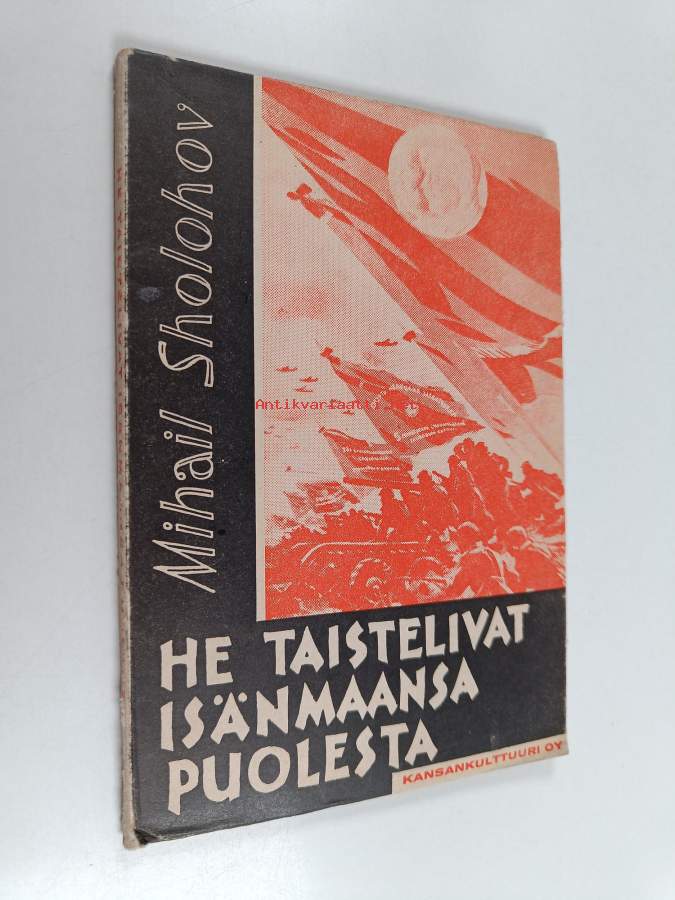 Mihail Sholohov
Antikvariaatti.net
HE TAISTELIVAT
ISÄNMAANSA
PUOLESTA
KANSANKULTTUURI OY